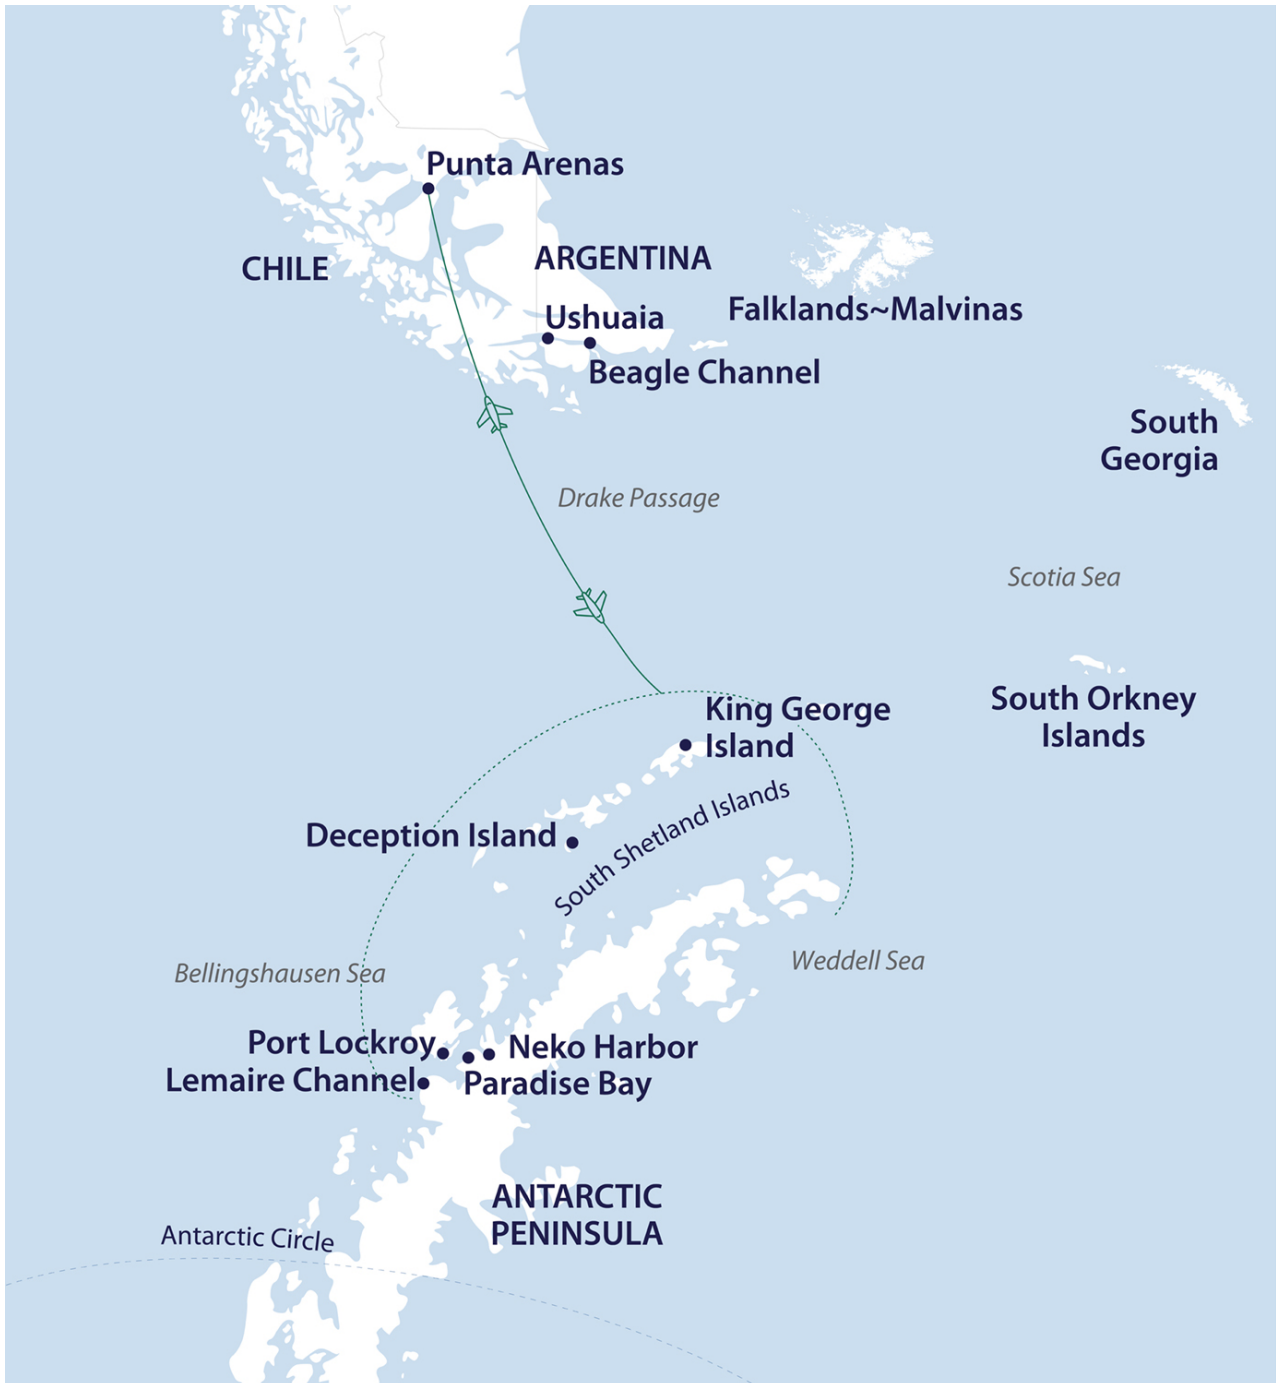 Punta Arenas
ARGENTINA
CHILE
Falklands~Malvinas
Ushuaia
Beagle Channel
South
Georgia
Drake Passage
Scotia Sea
South Orkney
Islands
King George
Island
South Shetland Islands
Deception Island
Weddell Sea
Bellingshausen Sea
Port Lockroy
Neko Harbor
Lemaire Channel
Paradise Bay
ANTARCTIC
PENINSULA
Antarctic Circle